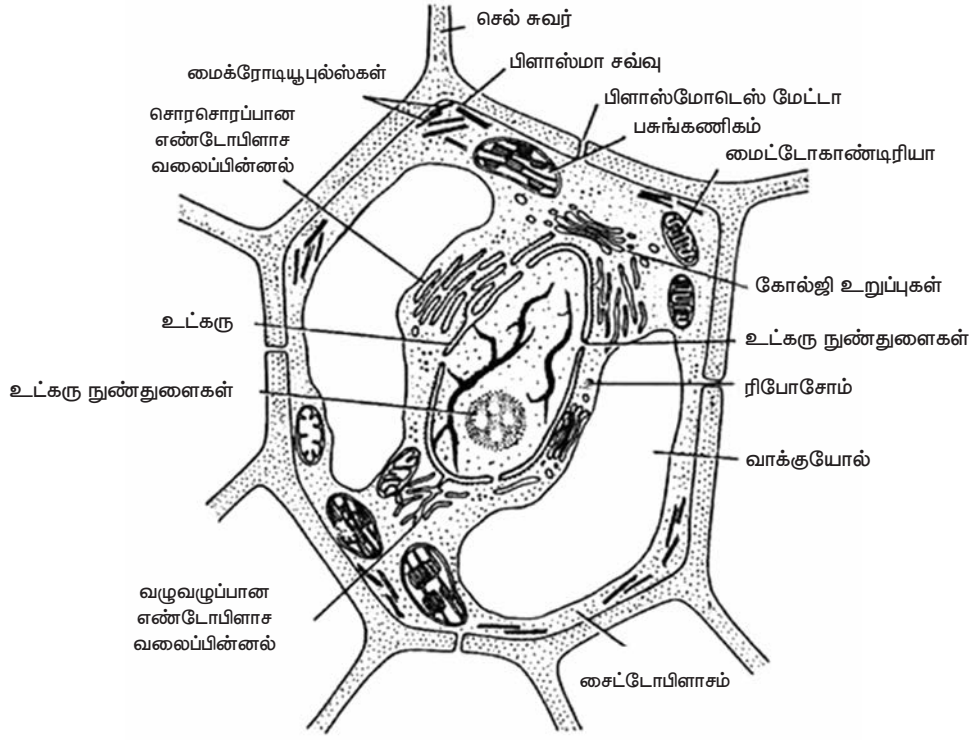 செல் சுவர்
மைக்ரோடியூபுல்ஸ்கள்
பிளாஸ்மா சவ்வு
சொரசொரப்பான
எண்டோபிளாச
வலைப்பின்னல்
பிளாஸ்மோடெஸ் மேட்டா
பசுங்கணிகம்
மைட்டோகாண்டிரியா
கோல்ஜி உறுப்புகள்
உட்கரு
உட்கரு நுண்துளைகள்
உட்கரு நுண்துளைகள்
ரிபோசோம்
வாக்குயோல்
வழுவழுப்பான
எண்டோபிளாச
வலைப்பின்னல்
சைட்டோபிளாசம்